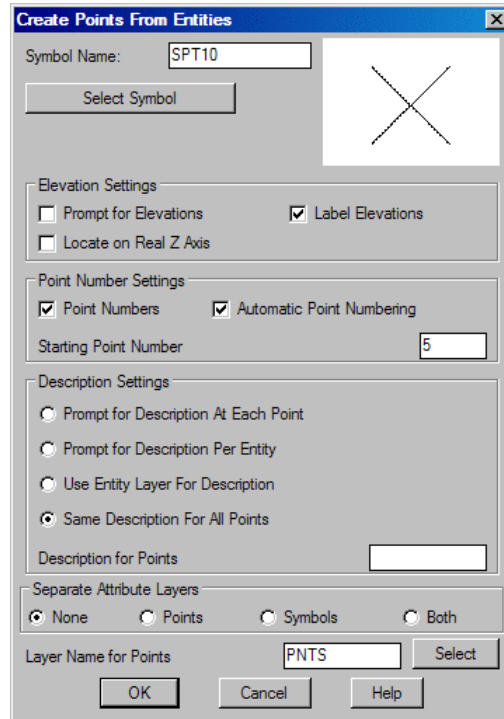 Create Points From Entities
Symbol Name: SPT10
Select Symbol
Elevation Settings
Prompt for Elevations Label Elevations
Locate on Real Z Axis
Point Number Settings
Point Numbers Automatic Point Numbering
Starting Point Number 5
Description Settings
Prompt for Description At Each Point
Prompt for Description Per Entity
Use Entity Layer For Description
Same Description For All Points
Description for Points
Separate Attribute Layers
None Points Symbols Both
Layer Name for Points PNTS Select
OK Cancel Help